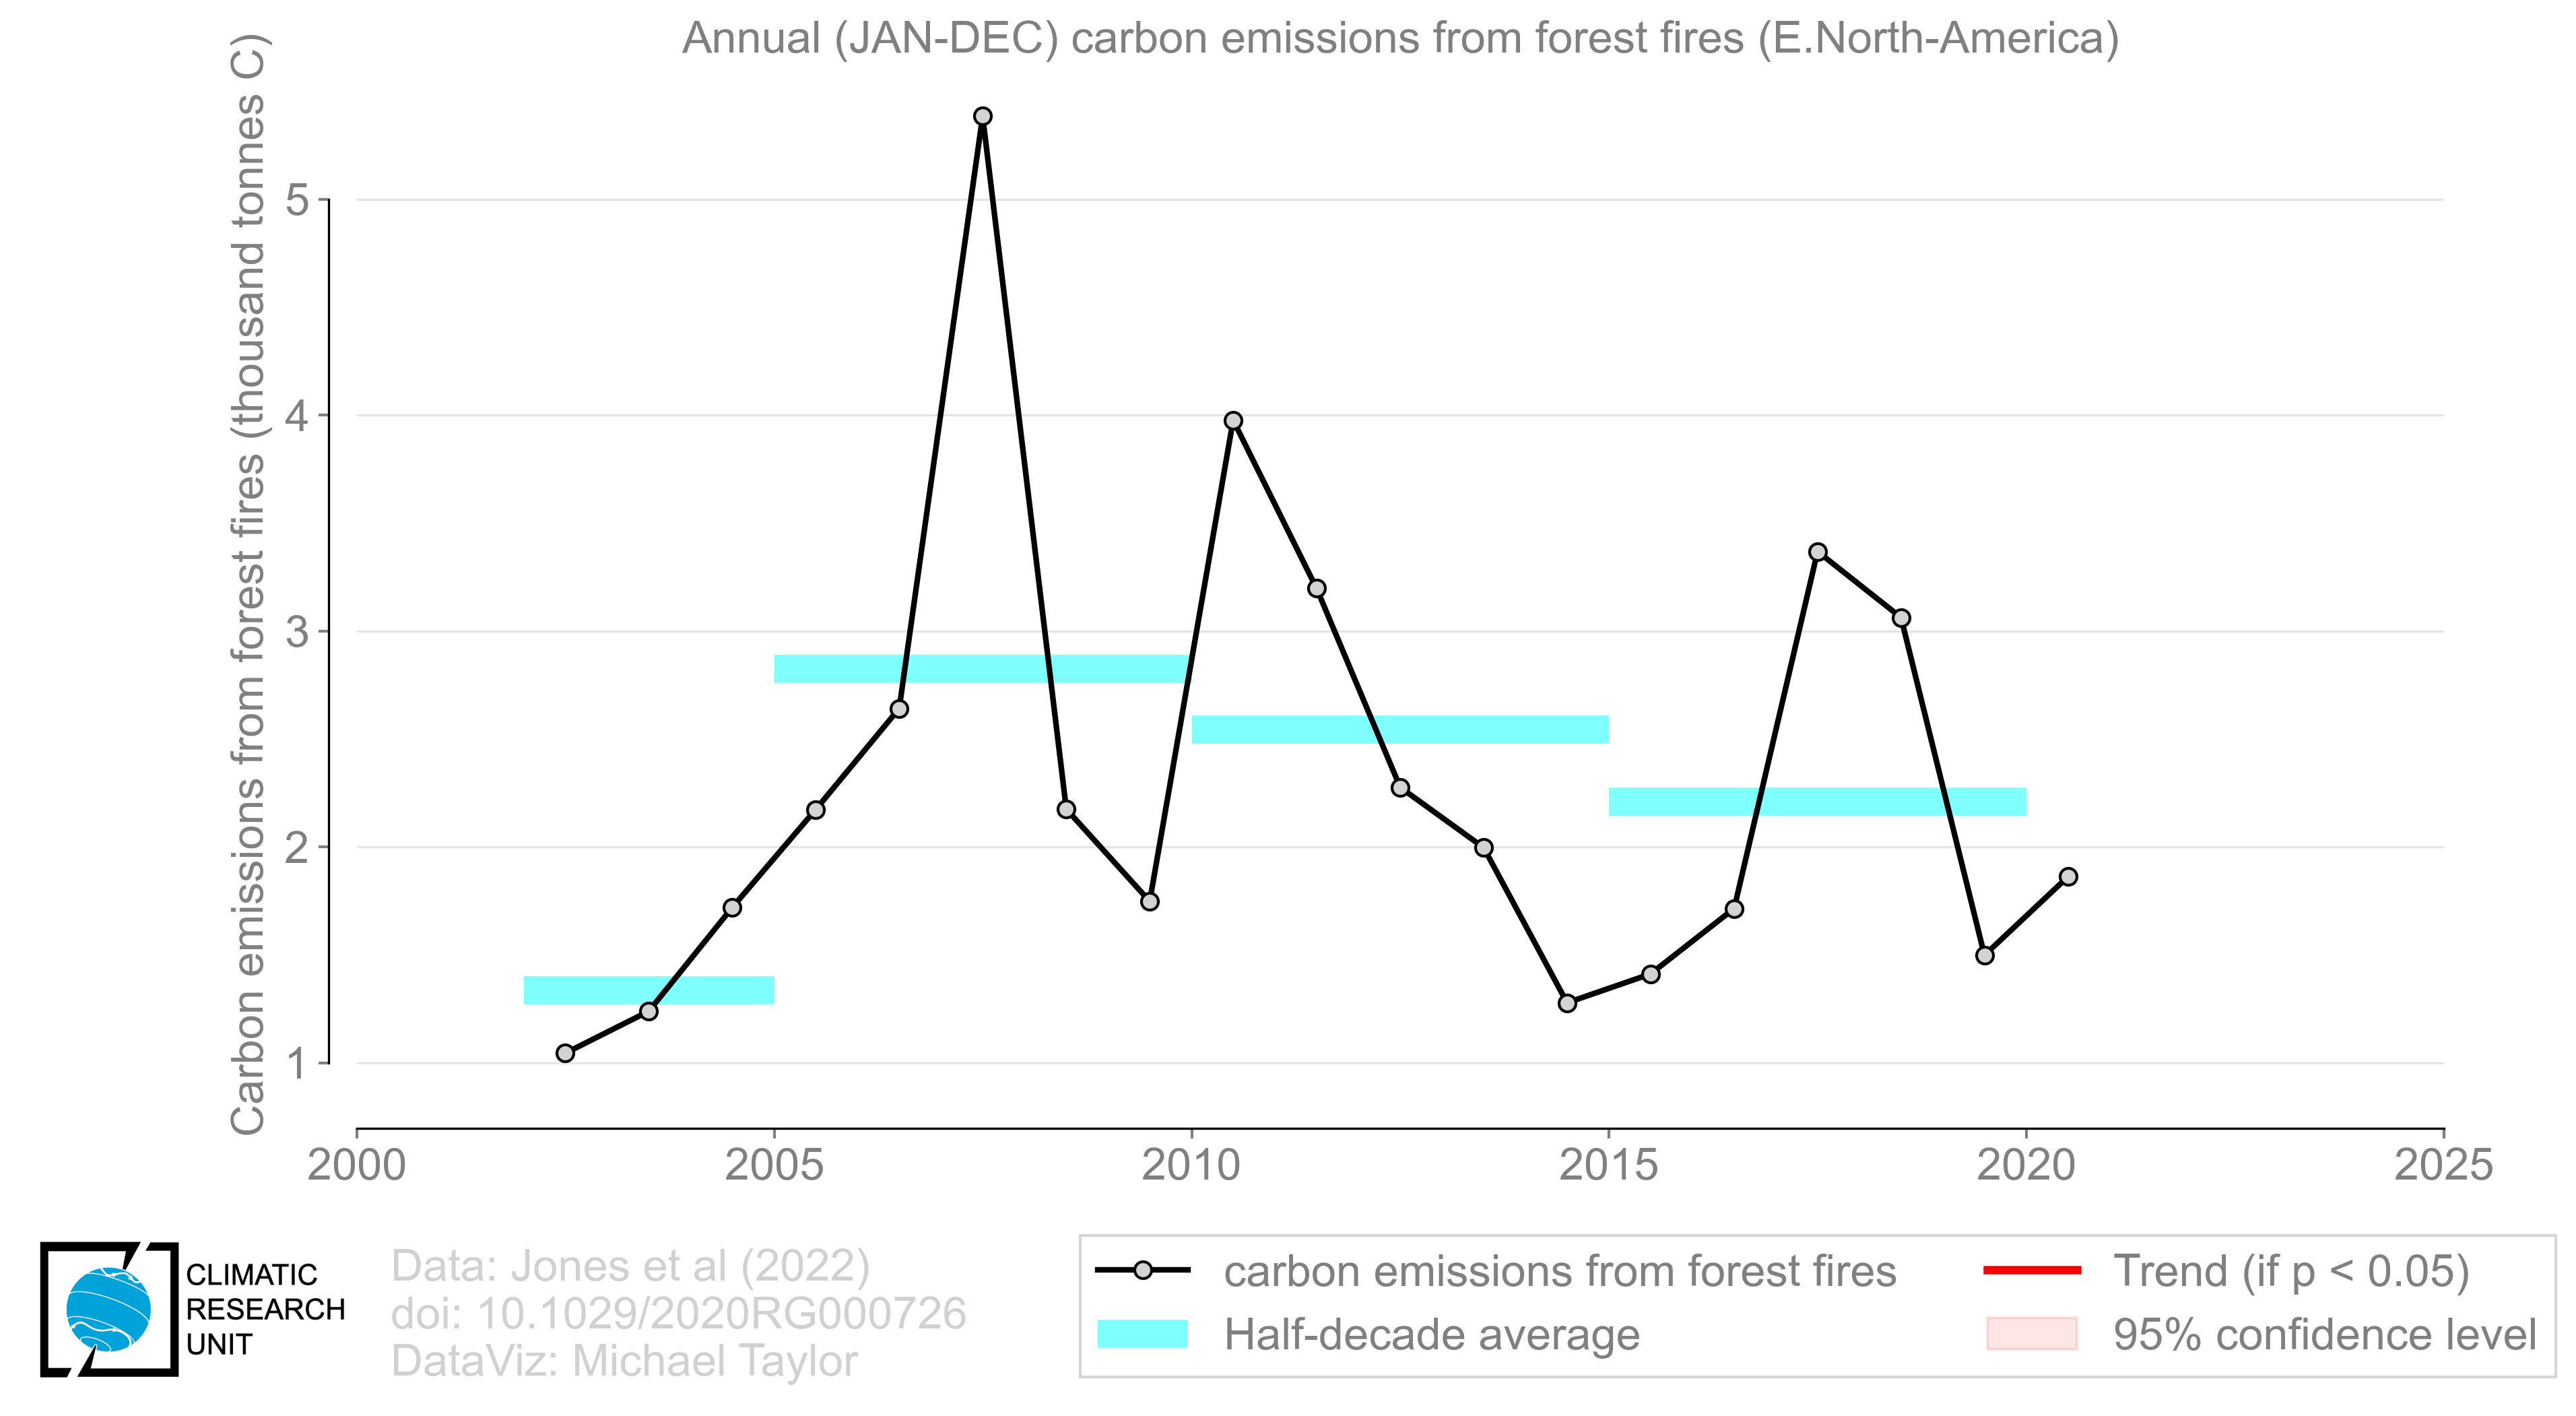 Annual (JAN-DEC) carbon emissions from forest fires (E.North-America)
Carbon emissions from forest fires (thousand tonnes C)
5
4
3
2
1
2000 2005 2010 2015 2020 2025
CLIMATIC
RESEARCH
UNIT
Data: Jones et al (2022)
doi: 10.1029/2020RG000726
DataViz: Michael Taylor
carbon emissions from forest fires
Half-decade average
Trend (if p < 0.05)
95% confidence level